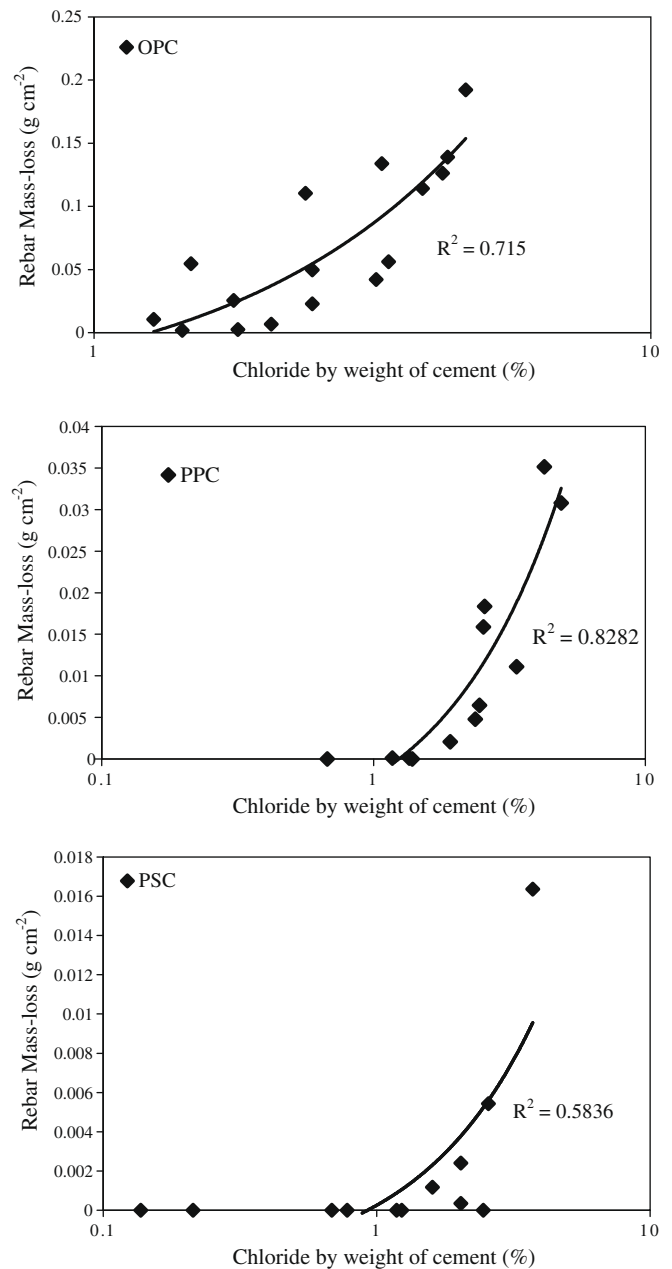 0.25
OPC
0.2
0.15
0.1
0.05
0
Rebar Mass-loss (g cm-2)
R2 = 0.715
1
10
Chloride by weight of cement (%)
0.04
PPC
0.035
0.03
0.025
0.02
0.015
0.01
0.005
0
Rebar Mass-loss (g cm-2)
R2 = 0.8282
0.1
1
10
Chloride by weight of cement (%)
0.018
PSC
0.016
0.014
0.012
0.01
0.008
0.006
0.004
0.002
0
Rebar Mass-loss (g cm-2)
R2 = 0.5836
0.1
1
10
Chloride by weight of cement (%)